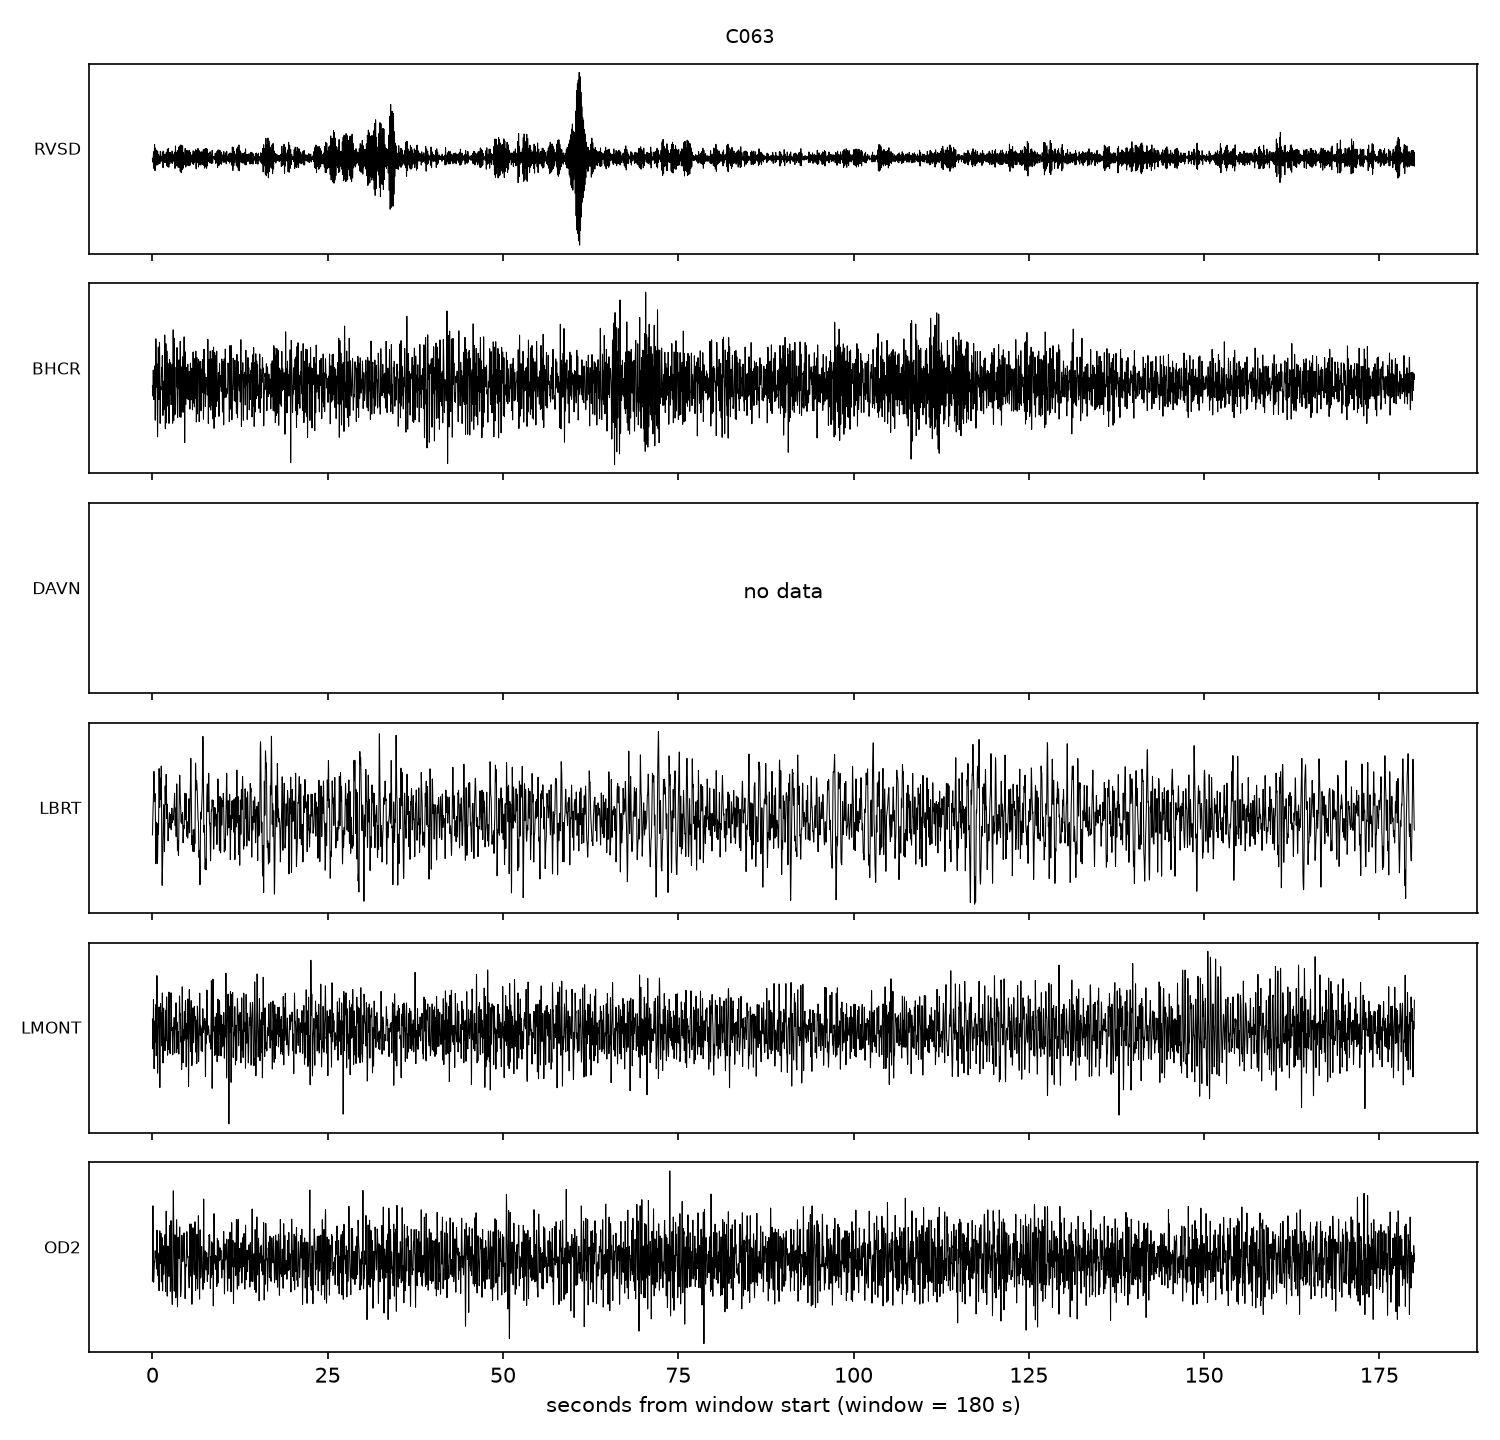 C063
RVSD
BHCR
DAVN
no data
LBRT
LMONT
OD2
0 25 50 75 100 125 150 175
seconds from window start (window = 180 s)